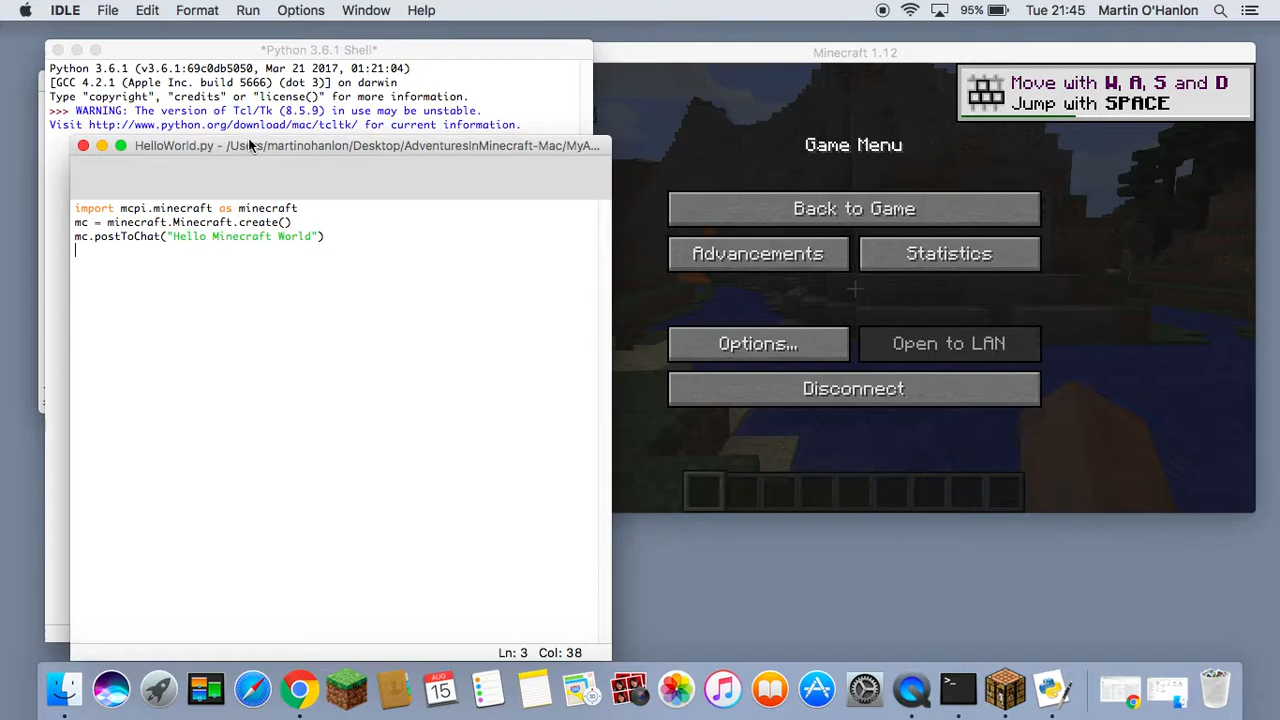 IDLE File Edit Format Run Options Window Help 95% Tue 21:45 Martin O'Hanlon
*Python 3.6.1 Shell*
Python 3.6.1 (v3.6.1:69c0db5050, Mar 21 2017, 01:21:04)
[GCC 4.2.1 (Apple Inc. build 5666) (dot 3)] on darwin
Type "copyright", "credits" or "license()" for more information.
>>> WARNING: The version of Tcl/Tk (8.5.9) in use may be unstable.
Visit http://www.python.org/download/mac/tcltk/ for current information.
HelloWorld.py - /Users/martinohanlon/Desktop/AdventuresInMinecraft-Mac/MyA...
import mcpi.minecraft as minecraft
mc = minecraft.Minecraft.create()
mc.postToChat("Hello Minecraft World")
Ln: 3 Col: 38
Minecraft 1.12
Move with W, A, S and D
Jump with SPACE
Game Menu
Back to Game
Advancements
Statistics
Options...
Open to LAN
Disconnect
AUG
15